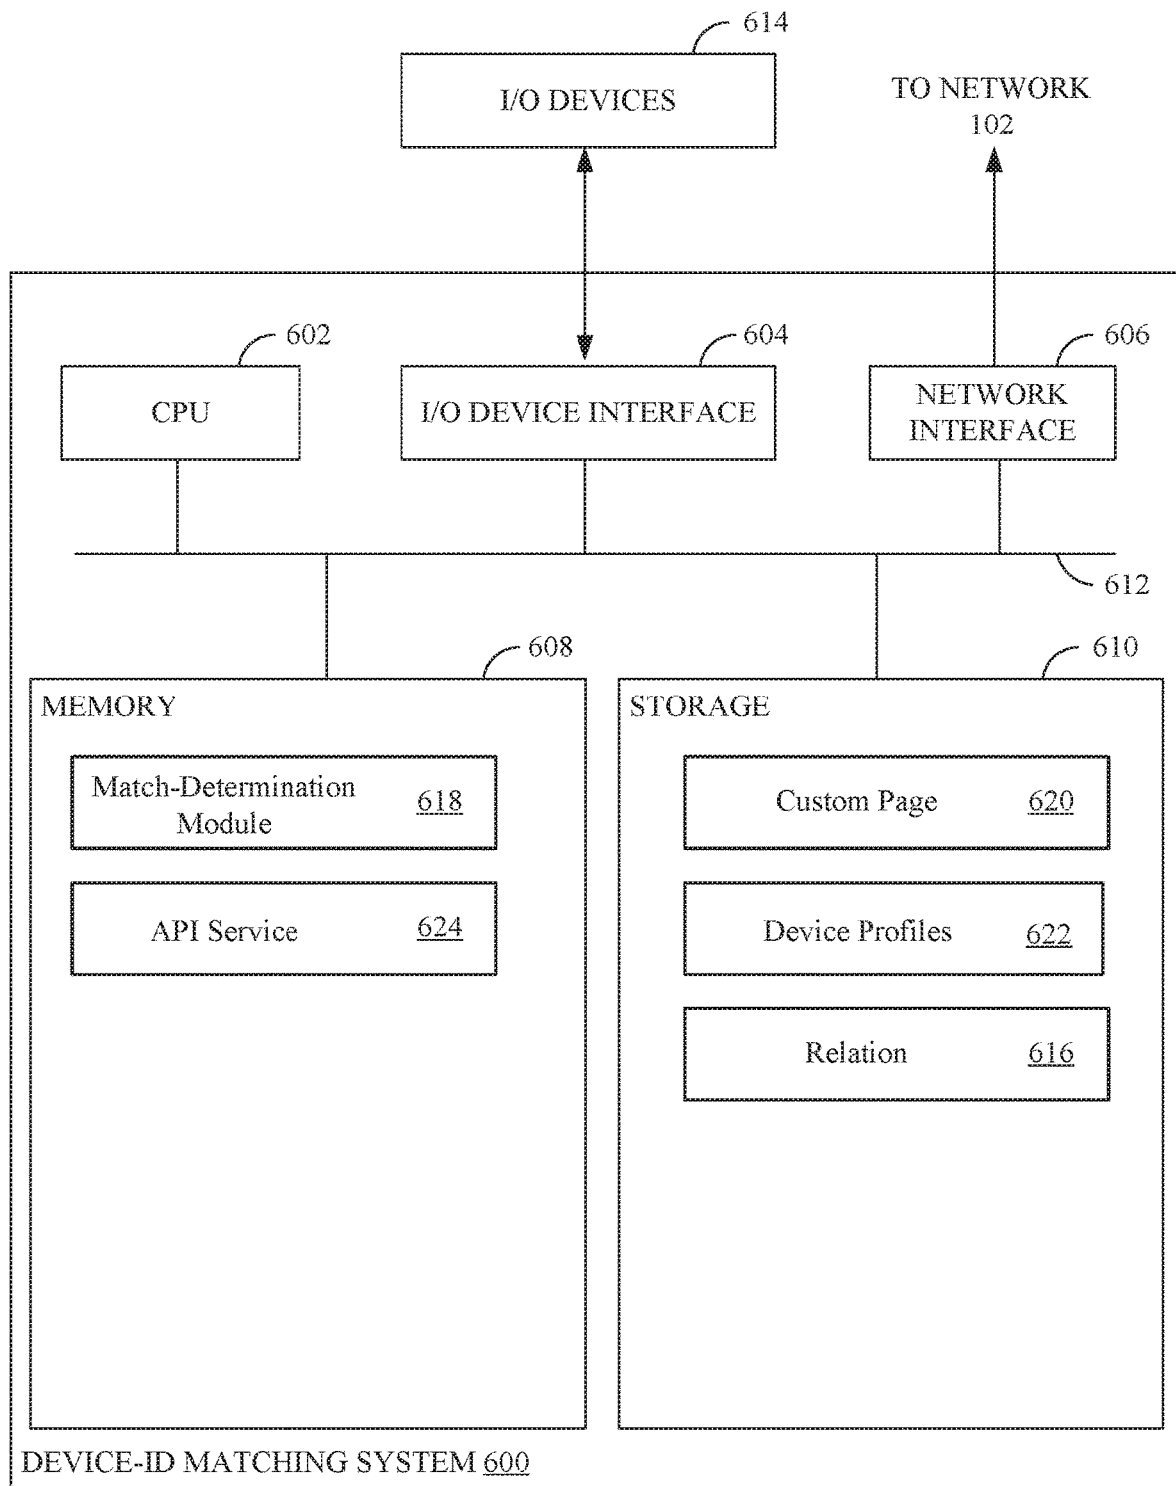 614
I/O DEVICES
TO NETWORK
102
602
604
606
CPU
I/O DEVICE INTERFACE
NETWORK
INTERFACE
612
608
610
MEMORY
STORAGE
Match-Determination
Module
618
Custom Page
620
API Service
624
Device Profiles
622
Relation
616
DEVICE-ID MATCHING SYSTEM 600